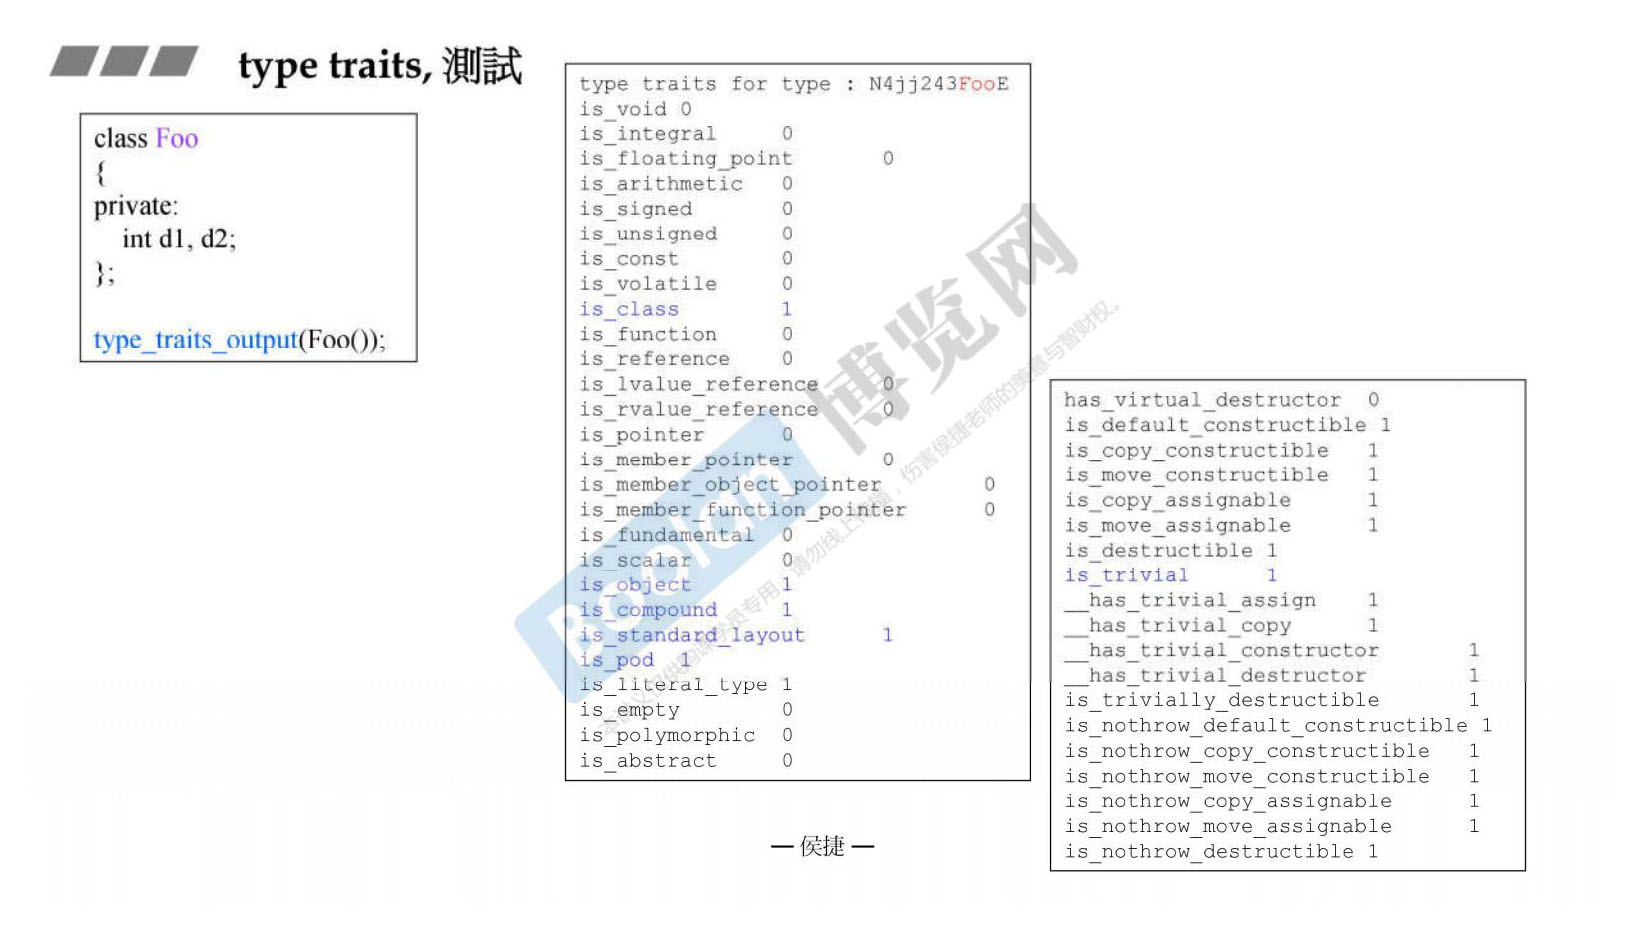 type traits, 測試
class Foo
{
private:
int d1, d2;
};
type_traits_output(Foo());
type traits for type : N4jj243FooE
is_void 0
is_integral 0
is_floating_point 0
is_arithmetic 0
is_signed 0
is_unsigned 0
is_const 0
is_volatile 0
is_class 1
is_function 0
is_reference 0
is_lvalue_reference 0
is_rvalue_reference 0
is_pointer 0
is_member_pointer 0
is_member_object_pointer 0
is_member_function_pointer 0
is_fundamental 0
is_scalar 0
is_object 1
is_compound 1
is_standard_layout 1
is_pod 1
is_literal_type 1
is_empty 0
is_polymorphic 0
is_abstract 0
has_virtual_destructor 0
is_default_constructible 1
is_copy_constructible 1
is_move_constructible 1
is_copy_assignable 1
is_move_assignable 1
is_destructible 1
is_trivial 1
__has_trivial_assign 1
__has_trivial_copy 1
__has_trivial_constructor 1
__has_trivial_destructor 1
is_trivially_destructible 1
is_nothrow_default_constructible 1
is_nothrow_copy_constructible 1
is_nothrow_move_constructible 1
is_nothrow_copy_assignable 1
is_nothrow_move_assignable 1
is_nothrow_destructible 1
Boolan 博览网
请勿线上传播，伤害侯捷老师的美意与智财权。
— 侯捷 —